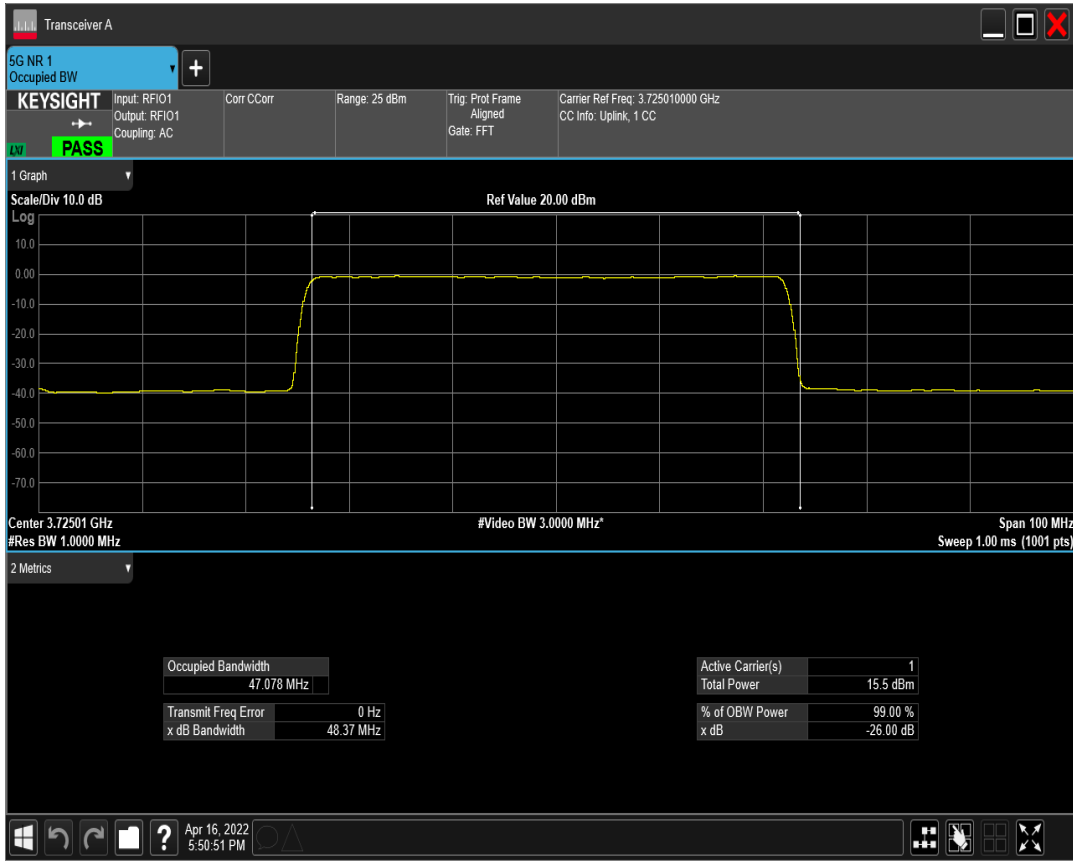 Transceiver A
5G NR 1
Occupied BW
KEYSIGHT
LXI
PASS
Input: RFIO1
Output: RFIO1
Coupling: AC
Corr CCorr
Range: 25 dBm
Trig: Prot Frame
Aligned
Gate: FFT
Carrier Ref Freq: 3.725010000 GHz
CC Info: Uplink, 1 CC
1 Graph
Scale/Div 10.0 dB
Ref Value 20.00 dBm
Log
10.0
0.00
-10.0
-20.0
-30.0
-40.0
-50.0
-60.0
-70.0
Center 3.72501 GHz
#Video BW 3.0000 MHz*
Span 100 MHz
#Res BW 1.0000 MHz
Sweep 1.00 ms (1001 pts)
2 Metrics
Occupied Bandwidth
47.078 MHz
Transmit Freq Error 0 Hz
x dB Bandwidth 48.37 MHz
Active Carrier(s) 1
Total Power 15.5 dBm
% of OBW Power 99.00 %
x dB -26.00 dB
Apr 16, 2022
5:50:51 PM